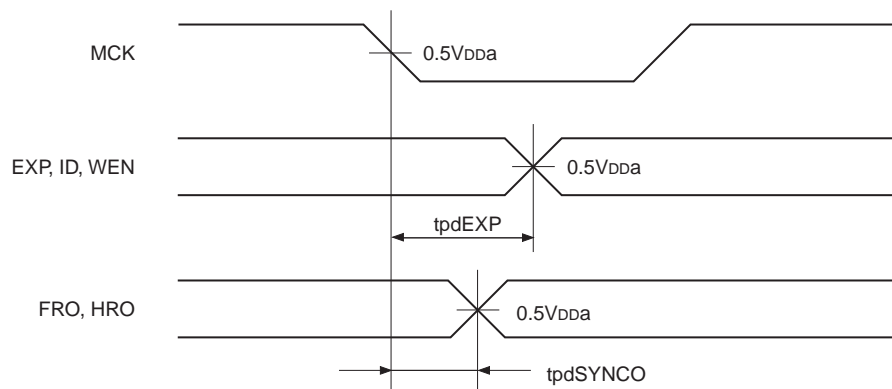 MCK
0.5VDDa
EXP, ID, WEN
0.5VDDa
tpdEXP
FRO, HRO
0.5VDDa
tpdSYNCO